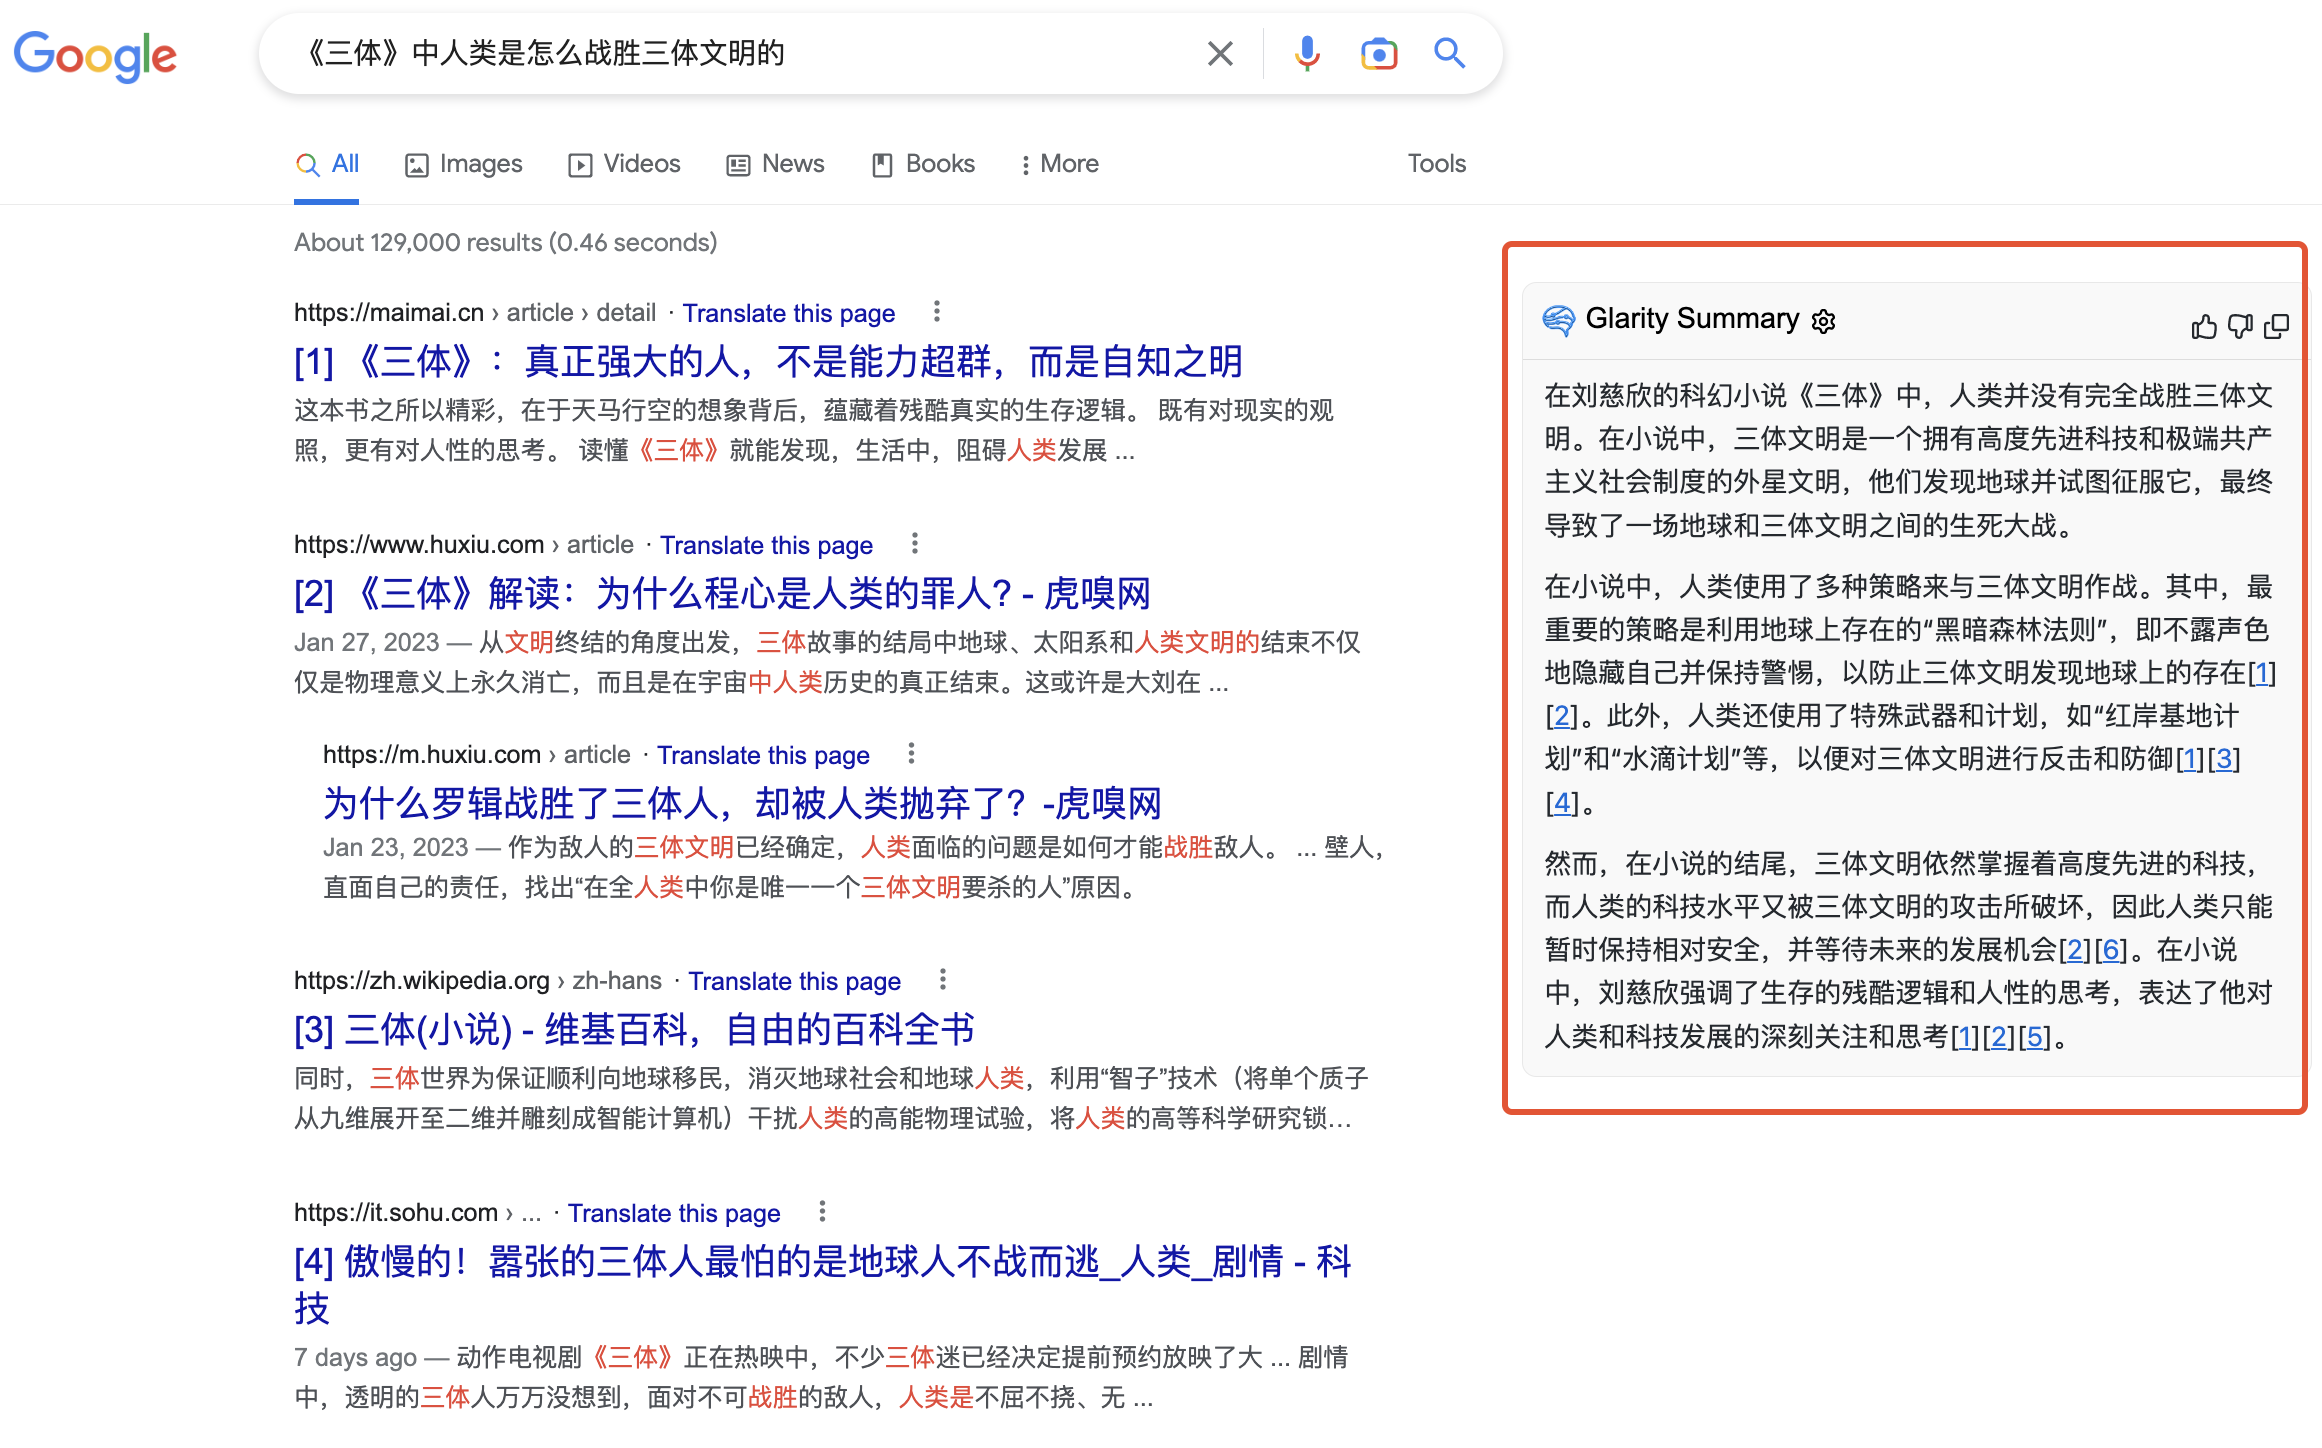 Google
《三体》中人类是怎么战胜三体文明的
All Images Videos News Books More Tools
About 129,000 results (0.46 seconds)
https://maimai.cn › article › detail · Translate this page
[1] 《三体》：真正强大的人，不是能力超群，而是自知之明
这本书之所以精彩，在于天马行空的想象背后，蕴藏着残酷真实的生存逻辑。 既有对现实的观
照，更有对人性的思考。 读懂《三体》就能发现，生活中，阻碍人类发展 ...
https://www.huxiu.com › article · Translate this page
[2] 《三体》解读：为什么程心是人类的罪人? - 虎嗅网
Jan 27, 2023 — 从文明终结的角度出发，三体故事的结局中地球、太阳系和人类文明的结束不仅
仅是物理意义上永久消亡，而且是在宇宙中人类历史的真正结束。这或许是大刘在 ...
https://m.huxiu.com › article · Translate this page
为什么罗辑战胜了三体人，却被人类抛弃了？-虎嗅网
Jan 23, 2023 — 作为敌人的三体文明已经确定，人类面临的问题是如何才能战胜敌人。 ... 壁人，
直面自己的责任，找出“在全人类中你是唯一一个三体文明要杀的人”原因。
https://zh.wikipedia.org › zh-hans · Translate this page
[3] 三体(小说) - 维基百科，自由的百科全书
同时，三体世界为保证顺利向地球移民，消灭地球社会和地球人类，利用“智子”技术（将单个质子
从九维展开至二维并雕刻成智能计算机）干扰人类的高能物理试验，将人类的高等科学研究锁...
https://it.sohu.com › ... · Translate this page
[4] 傲慢的！嚣张的三体人最怕的是地球人不战而逃_人类_剧情 - 科
技
7 days ago — 动作电视剧《三体》正在热映中，不少三体迷已经决定提前预约放映了大 ... 剧情
中，透明的三体人万万没想到，面对不可战胜的敌人，人类是不屈不挠、无 ...
Glarity Summary
在刘慈欣的科幻小说《三体》中，人类并没有完全战胜三体文
明。在小说中，三体文明是一个拥有高度先进科技和极端共产
主义社会制度的外星文明，他们发现地球并试图征服它，最终
导致了一场地球和三体文明之间的生死大战。
在小说中，人类使用了多种策略来与三体文明作战。其中，最
重要的策略是利用地球上存在的“黑暗森林法则”，即不露声色
地隐藏自己并保持警惕，以防止三体文明发现地球上的存在[1]
[2]。此外，人类还使用了特殊武器和计划，如“红岸基地计
划”和“水滴计划”等，以便对三体文明进行反击和防御[1][3]
[4]。
然而，在小说的结尾，三体文明依然掌握着高度先进的科技，
而人类的科技水平又被三体文明的攻击所破坏，因此人类只能
暂时保持相对安全，并等待未来的发展机会[2][6]。在小说
中，刘慈欣强调了生存的残酷逻辑和人性的思考，表达了他对
人类和科技发展的深刻关注和思考[1][2][5]。